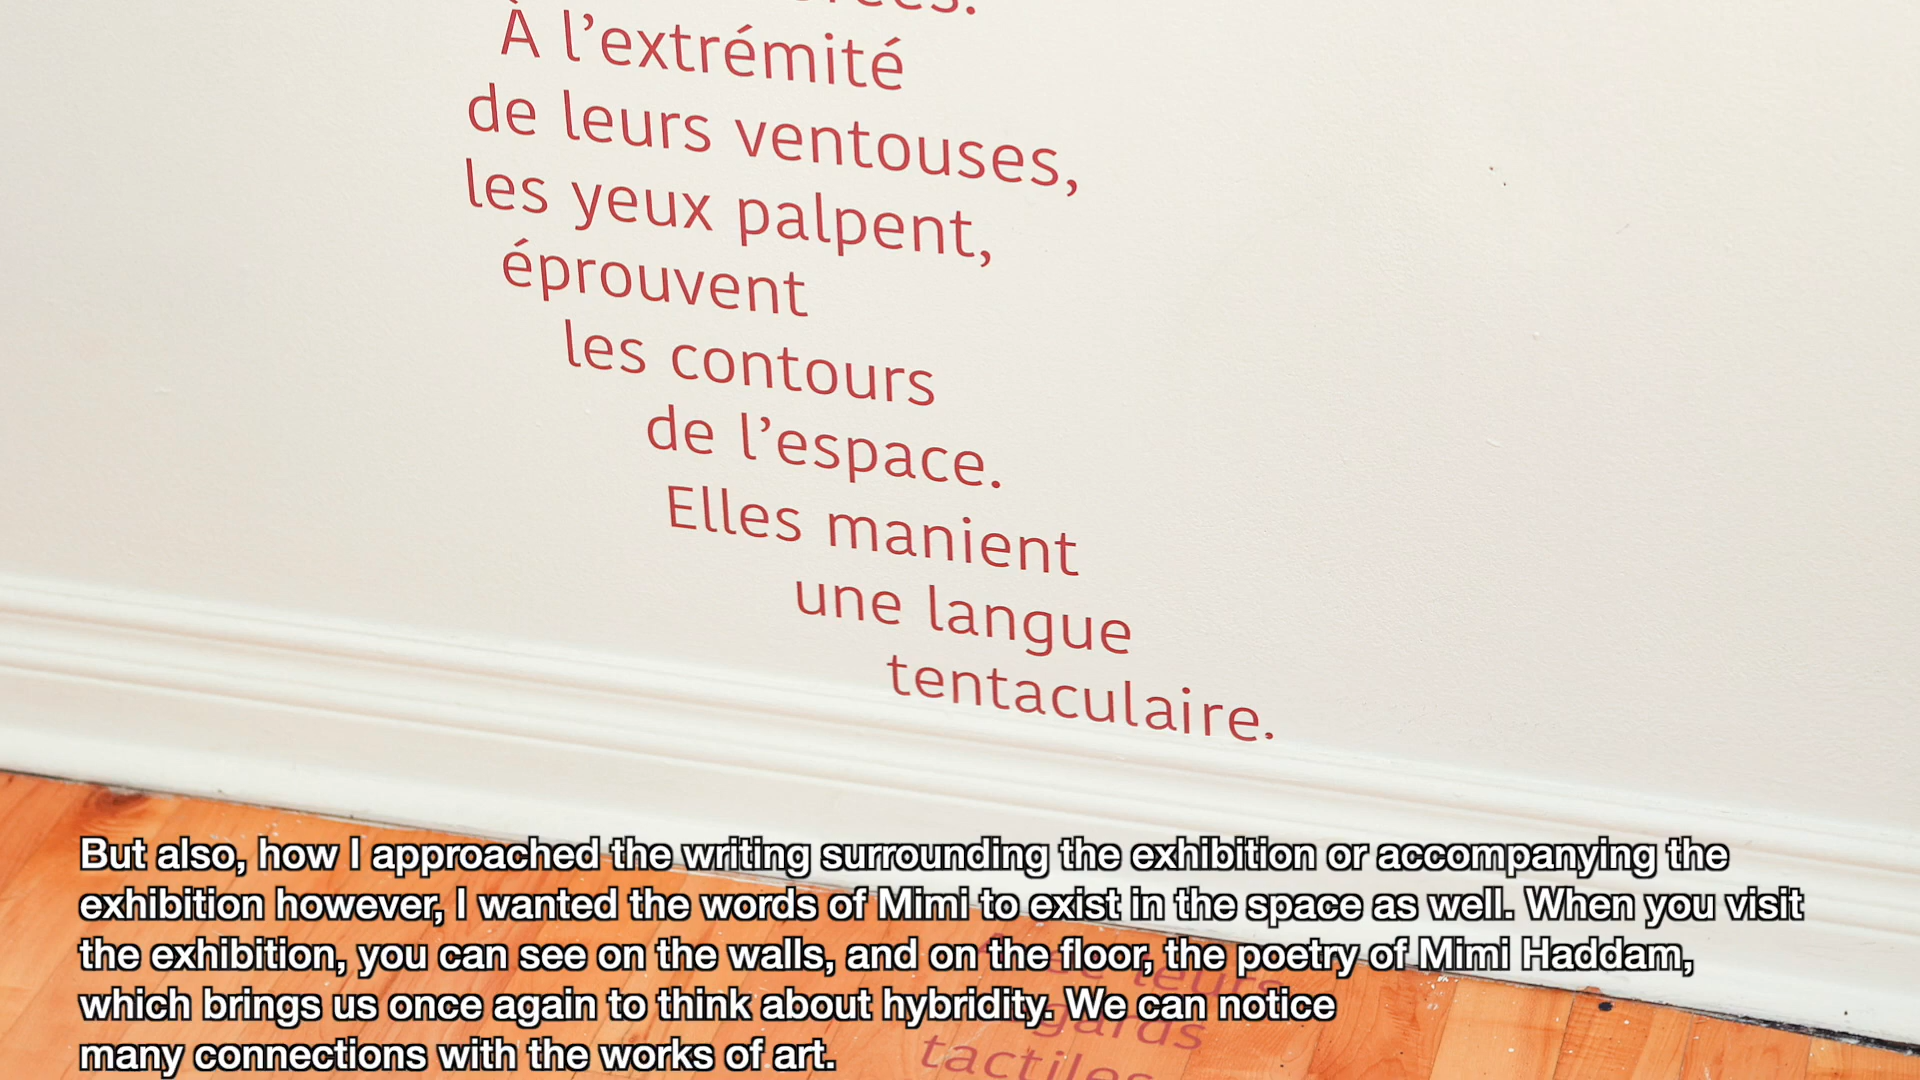 À l’extrémité
de leurs ventouses,
les yeux palpent,
éprouvent
les contours
de l’espace.
Elles manient
une langue
tentaculaire.
But also, how I approached the writing surrounding the exhibition or accompanying the
exhibition however, I wanted the words of Mimi to exist in the space as well. When you visit
the exhibition, you can see on the walls, and on the floor, the poetry of Mimi Haddam,
which brings us once again to think about hybridity. We can notice
many connections with the works of art.
leurs
tactiles